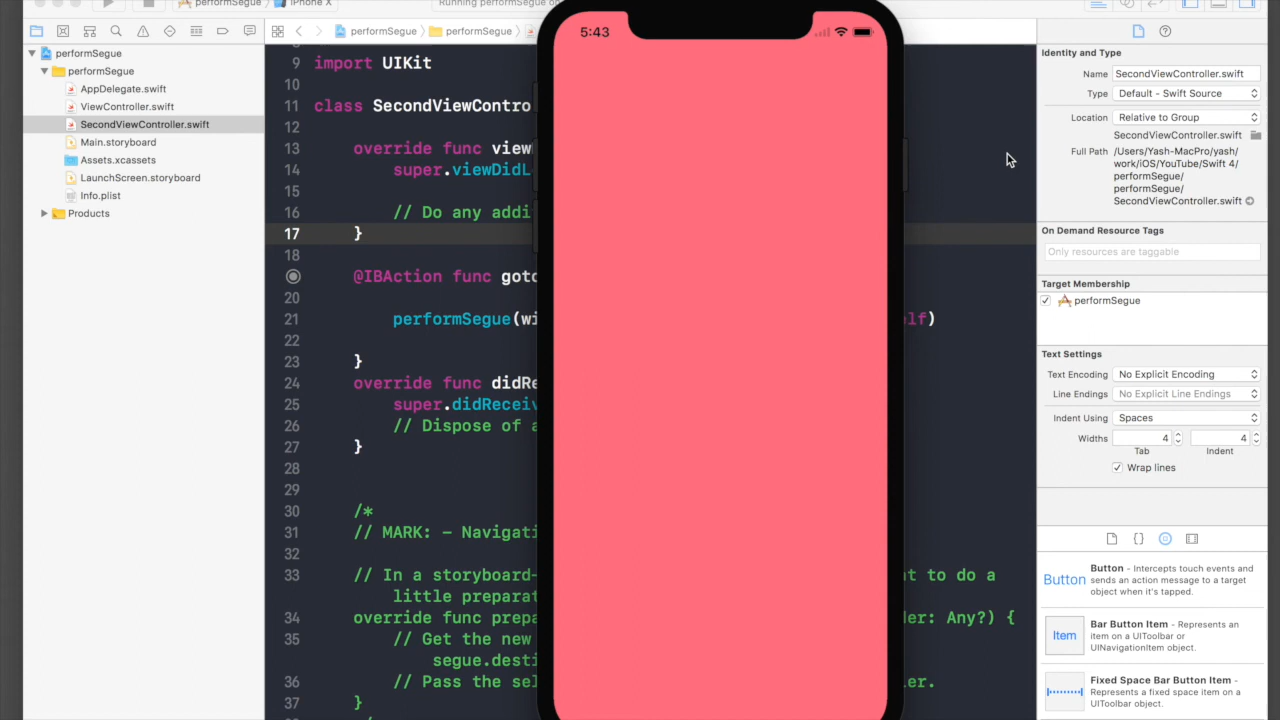 performSegue
iPhone X
Running performSegue on
performSegue
performSegue
performSegue
performSegue
AppDelegate.swift
ViewController.swift
SecondViewController.swift
Main.storyboard
Assets.xcassets
LaunchScreen.storyboard
Info.plist
Products
9 import UIKit
10
11 class SecondViewContro
12
13 override func view
14 super.viewDidL
15
16 // Do any addi
17 }
18
@IBAction func goto
20
21 performSegue(wi lf)
22
23 }
24 override func didRe
25 super.didReceiv
26 // Dispose of a
27 }
28
29
30 /*
31 // MARK: - Navigati
32
33 // In a storyboard- t to do a
little preparat
34 override func prepa der: Any?) {
35 // Get the new
segue.desti
36 // Pass the sel ler.
37 }
5:43
Identity and Type
Name SecondViewController.swift
Type Default - Swift Source
Location Relative to Group
SecondViewController.swift
Full Path /Users/Yash-MacPro/yash/
work/iOS/YouTube/Swift 4/
performSegue/
performSegue/
SecondViewController.swift
On Demand Resource Tags
Only resources are taggable
Target Membership
performSegue
Text Settings
Text Encoding No Explicit Encoding
Line Endings No Explicit Line Endings
Indent Using Spaces
Widths 4 4
Tab Indent
Wrap lines
{}
Button Button - Intercepts touch events and
sends an action message to a target
object when it's tapped.
Item Bar Button Item - Represents an
item on a UIToolbar or
UINavigationItem object.
Fixed Space Bar Button Item -
Represents a fixed space item on a
UIToolbar object.